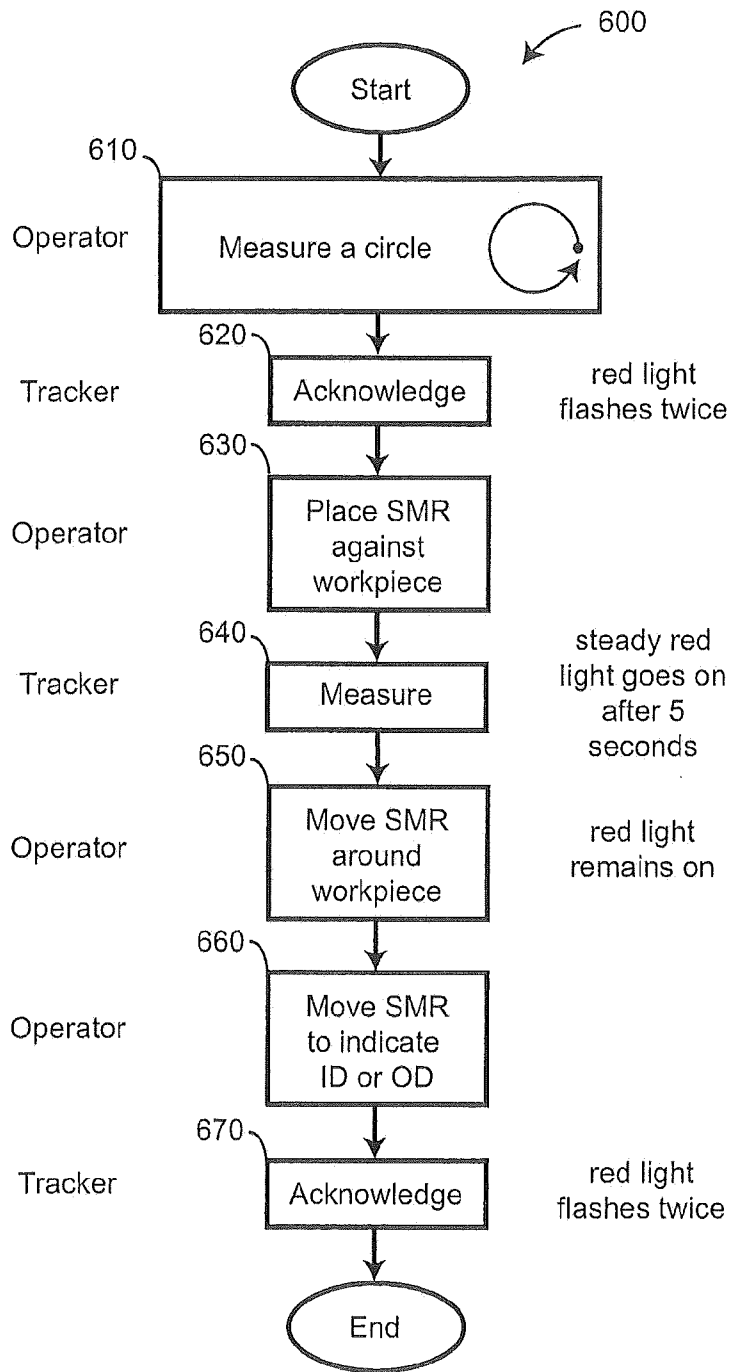 600
Start
610
Operator
Measure a circle
620
Tracker
Acknowledge
red light
flashes twice
630
Operator
Place SMR
against
workpiece
640
Tracker
Measure
steady red
light goes on
after 5
seconds
650
Operator
Move SMR
around
workpiece
red light
remains on
660
Operator
Move SMR
to indicate
ID or OD
670
Tracker
Acknowledge
red light
flashes twice
End